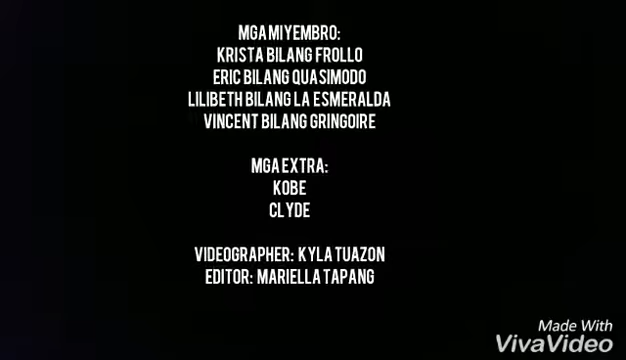 MGA MIYEMBRO:
KRISTA BILANG FROLLO
ERIC BILANG QUASIMODO
LILIBETH BILANG LA ESMERALDA
VINCENT BILANG GRINGOIRE
MGA EXTRA:
KOBE
CLYDE
VIDEOGRAPHER: KYLA TUAZON
EDITOR: MARIELLA TAPANG
Made With
VivaVideo